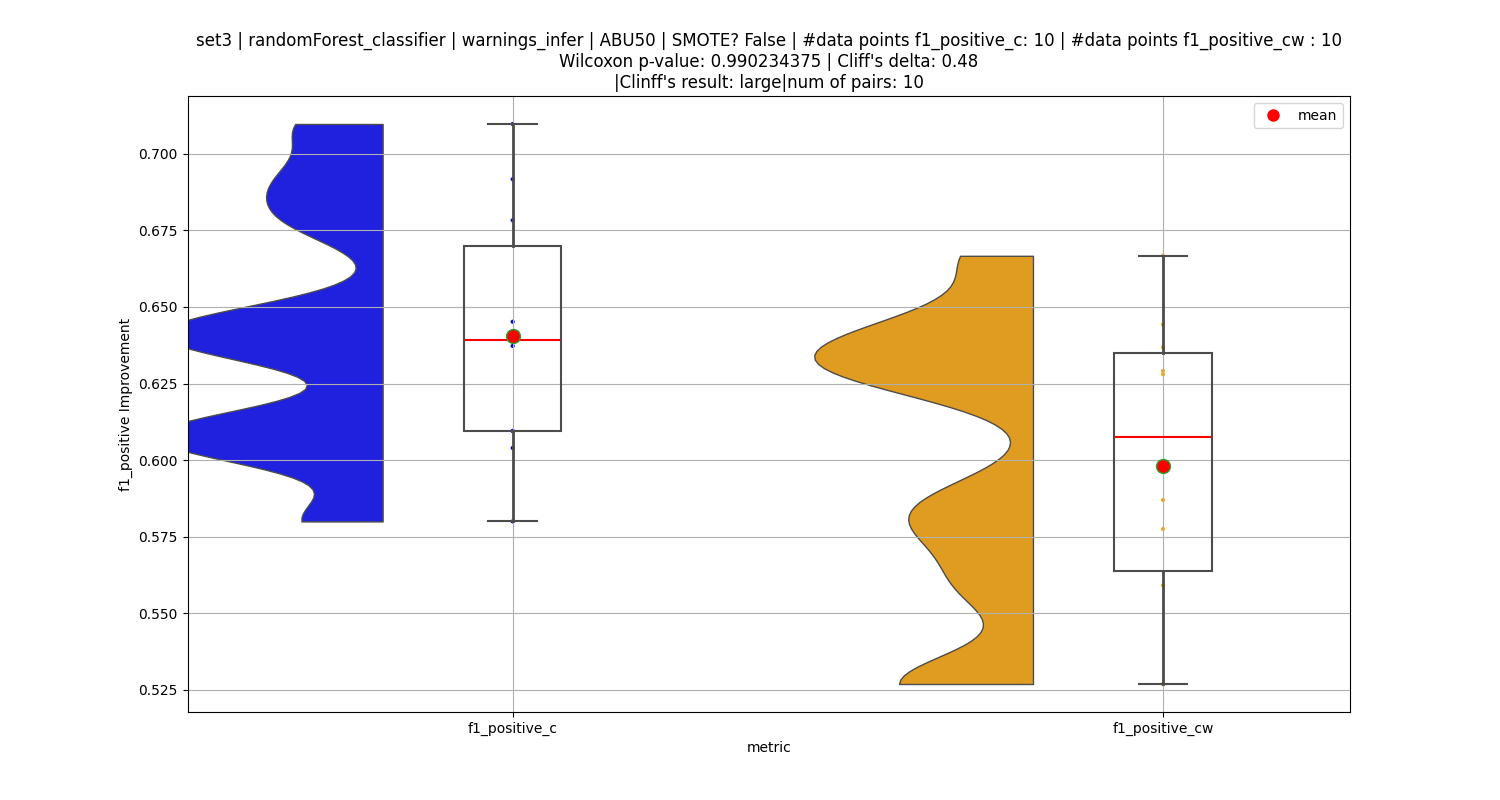 set3 | randomForest_classifier | warnings_infer | ABU50 | SMOTE? False | #data points f1_positive_c: 10 | #data points f1_positive_cw : 10
Wilcoxon p-value: 0.990234375 | Cliff's delta: 0.48
|Clinff's result: large|num of pairs: 10
mean
0.700
0.675
0.650
0.625
0.600
0.575
0.550
0.525
f1_positive Improvement
f1_positive_c
f1_positive_cw
metric